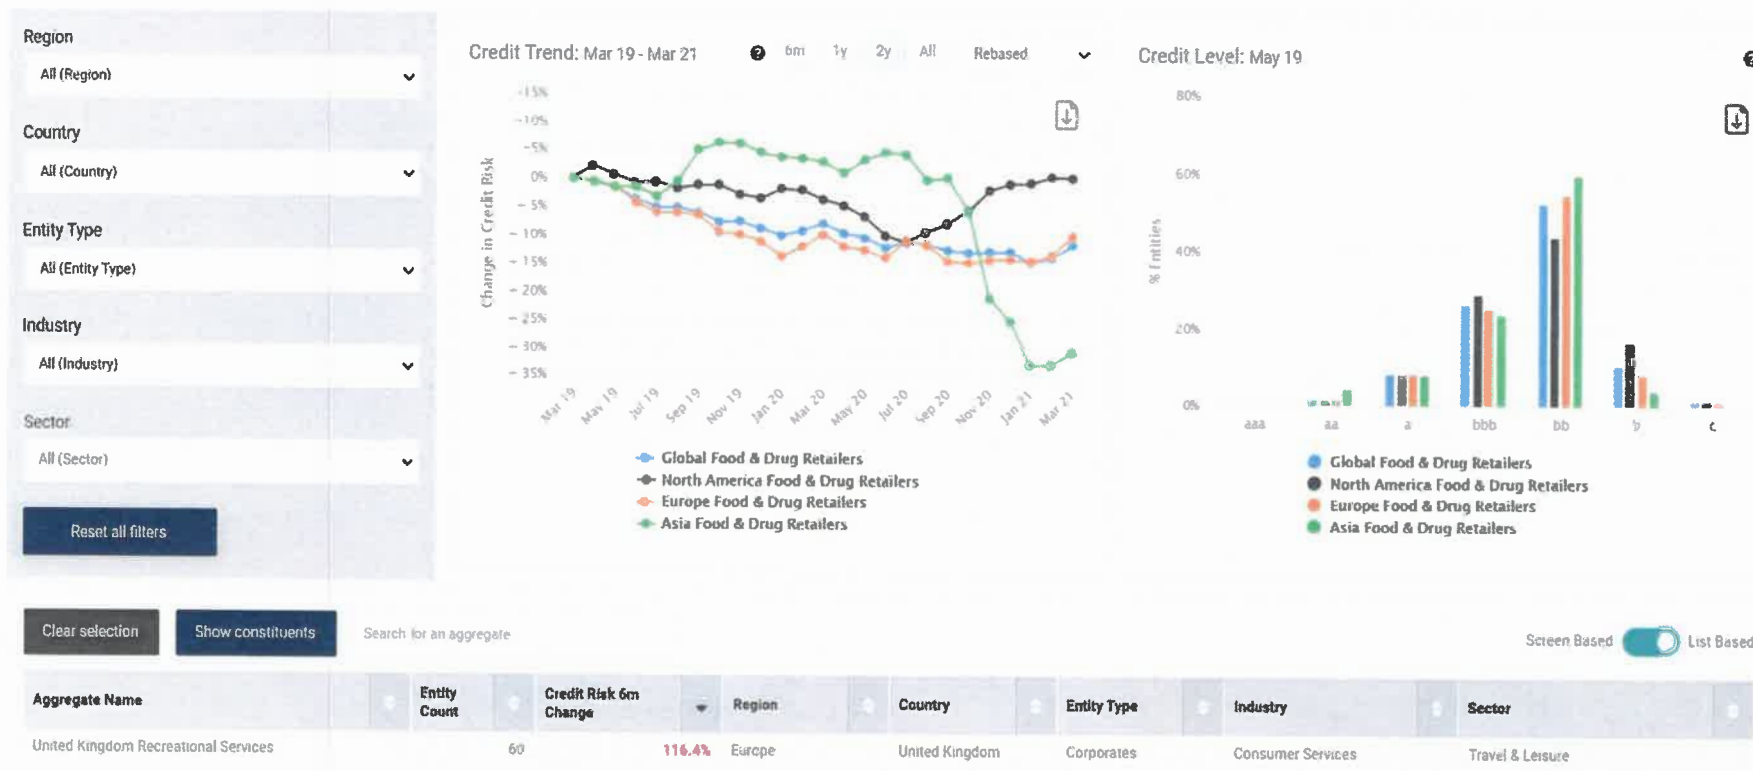 Region
All (Region)
Country
All (Country)
Entity Type
All (Entity Type)
Industry
All (Industry)
Sector
All (Sector)
Reset all filters
Credit Trend: Mar 19 - Mar 21
? 6m 1y 2y All Rebased
-15%
-10%
-5%
0%
- 5%
- 10%
- 15%
- 20%
- 25%
- 30%
- 35%
Change in Credit Risk
Mar 19 May 19 Jul 19 Sep 19 Nov 19 Jan 20 Mar 20 May 20 Jul 20 Sep 20 Nov 20 Jan 21 Mar 21
Global Food & Drug Retailers
North America Food & Drug Retailers
Europe Food & Drug Retailers
Asia Food & Drug Retailers
Credit Level: May 19
80%
60%
40%
20%
0%
% Entities
aaa aa a bbb bb b c
Global Food & Drug Retailers
North America Food & Drug Retailers
Europe Food & Drug Retailers
Asia Food & Drug Retailers
Clear selection Show constituents Search for an aggregate
Screen Based List Based
Aggregate Name Entity Count Credit Risk 6m Change Region Country Entity Type Industry Sector
United Kingdom Recreational Services 60 116.4% Europe United Kingdom Corporates Consumer Services Travel & Leisure